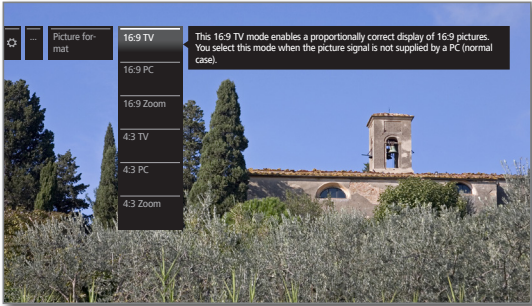 ...
Picture for-
mat
16:9 TV
16:9 PC
16:9 Zoom
4:3 TV
4:3 PC
4:3 Zoom
This 16:9 TV mode enables a proportionally correct display of 16:9 pictures.
You select this mode when the picture signal is not supplied by a PC (normal
case).